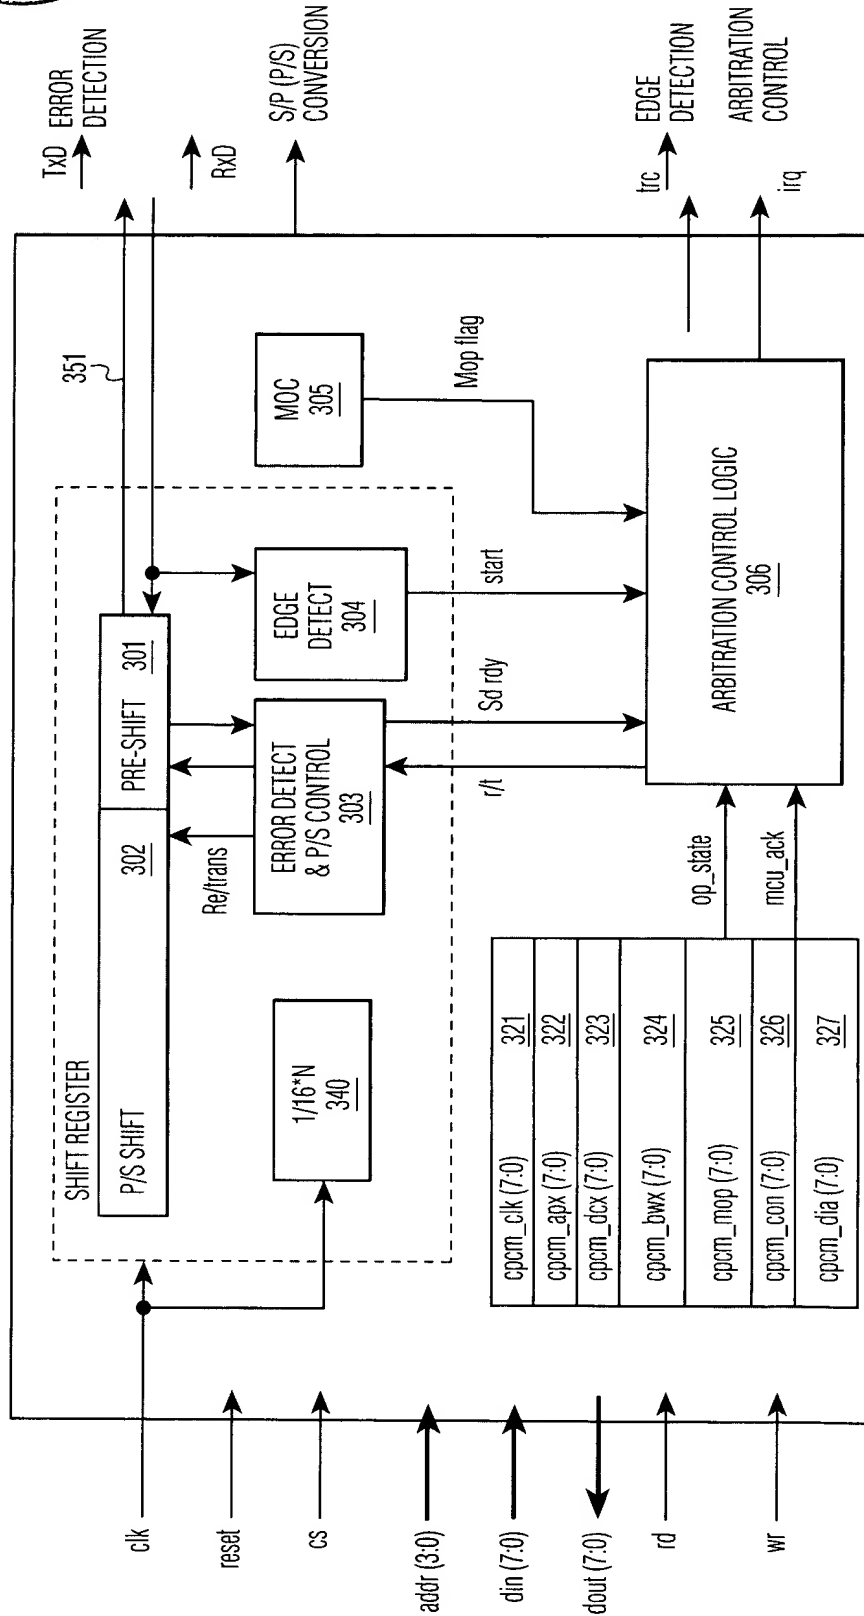 TxD
ERROR
DETECTION
RxD
S/P (P/S)
CONVERSION
trc
EDGE
DETECTION
irq
ARBITRATION
CONTROL
351
SHIFT REGISTER
P/S SHIFT
302
PRE-SHIFT
301
Re/trans
1/16*N
340
ERROR DETECT
& P/S CONTROL
303
EDGE
DETECT
304
MOC
305
r/t
Sd rdy
start
Mop flag
cpcm_clk (7:0)
321
cpcm_apx (7:0)
322
cpcm_dcx (7:0)
323
cpcm_bwx (7:0)
324
cpcm_mop (7:0)
325
cpcm_con (7:0)
326
cpcm_dia (7:0)
327
op_state
mcu_ack
ARBITRATION CONTROL LOGIC
306
clk
reset
cs
addr (3:0)
din (7:0)
dout (7:0)
rd
wr